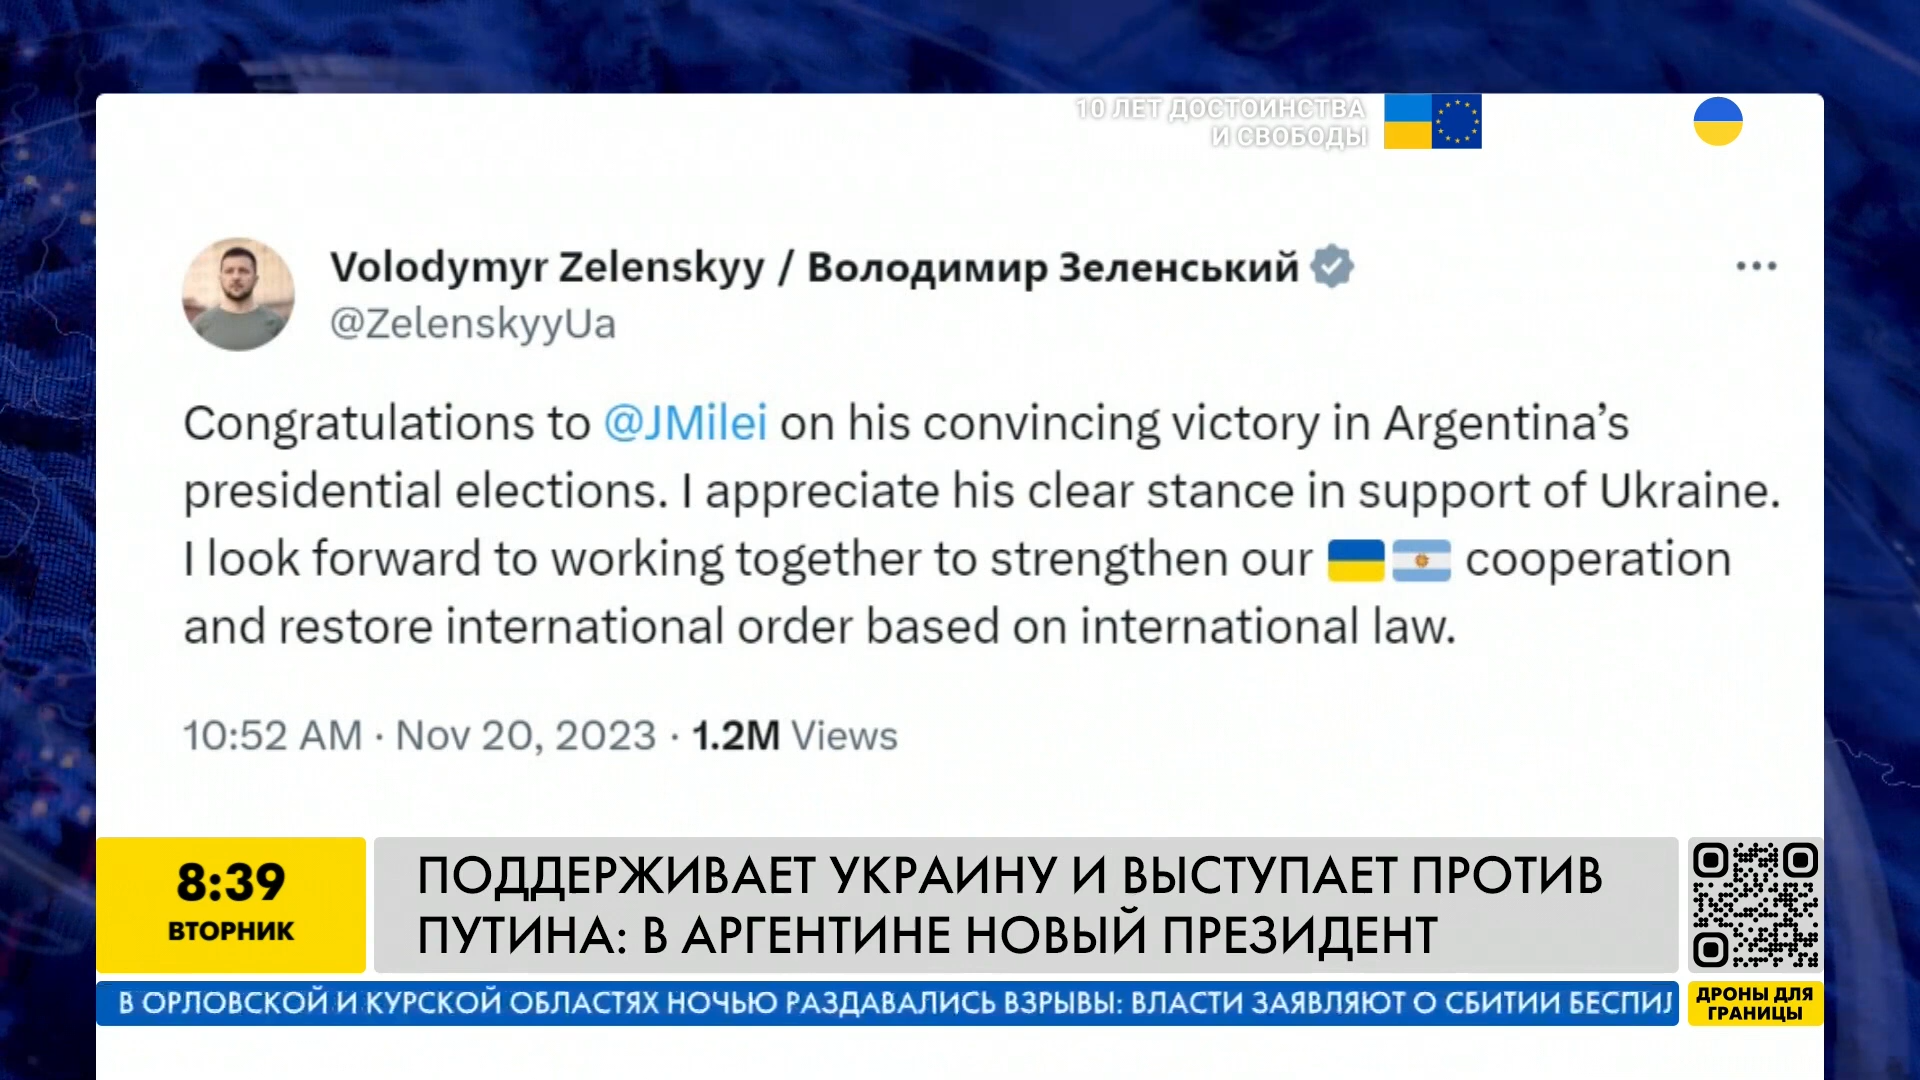 10 ЛЕТ ДОСТОИНСТВА
И СВОБОДЫ
Volodymyr Zelenskyy / Володимир Зеленський
@ZelenskyyUa
Congratulations to @JMilei on his convincing victory in Argentina’s
presidential elections. I appreciate his clear stance in support of Ukraine.
I look forward to working together to strengthen our 🇺🇦🇦🇷 cooperation
and restore international order based on international law.
10:52 AM · Nov 20, 2023 · 1.2M Views
8:39
ВТОРНИК
ПОДДЕРЖИВАЕТ УКРАИНУ И ВЫСТУПАЕТ ПРОТИВ
ПУТИНА: В АРГЕНТИНЕ НОВЫЙ ПРЕЗИДЕНТ
В ОРЛОВСКОЙ И КУРСКОЙ ОБЛАСТЯХ НОЧЬЮ РАЗДАВАЛИСЬ ВЗРЫВЫ: ВЛАСТИ ЗАЯВЛЯЮТ О СБИТИИ БЕСПИЛ
ДРОНЫ ДЛЯ
ГРАНИЦЫ